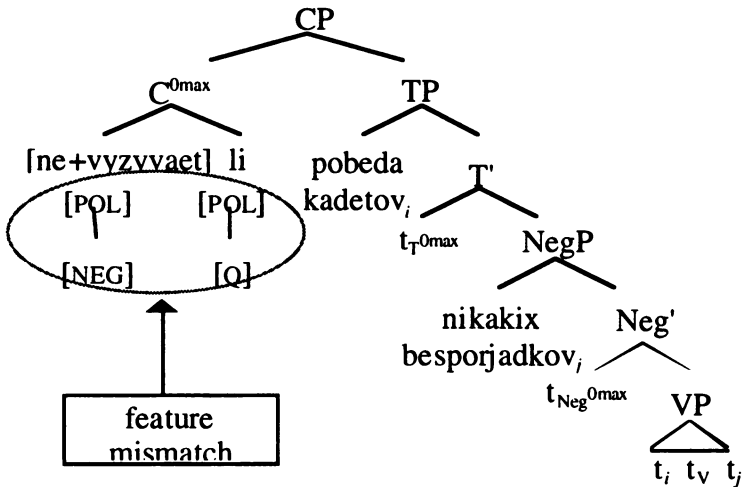 CP
C⁰ᵐᵃˣ TP
[ne+vyzyvaet] li pobeda
kadetovᵢ T'
[POL] [POL]
tT⁰ᵐᵃˣ NegP
[NEG] [Q]
nikakix
besporjadkovᵢ Neg'
tNeg⁰ᵐᵃˣ VP
feature
mismatch
tᵢ tV tⱼ